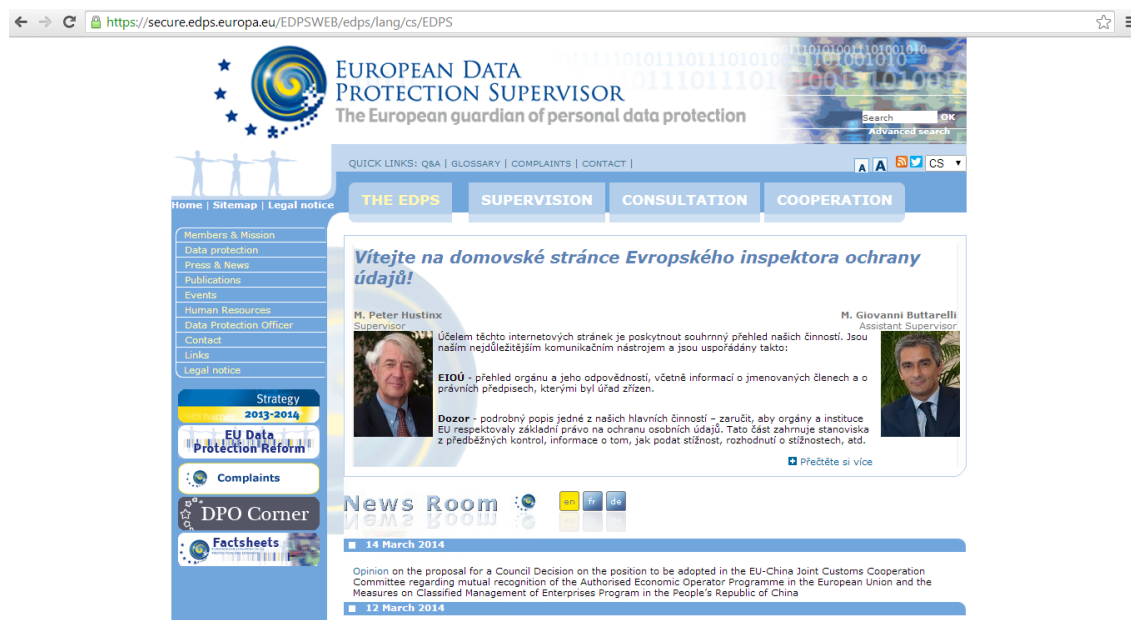 https://secure.edps.europa.eu/EDPSWEB/edps/lang/cs/EDPS
EUROPEAN DATA
PROTECTION SUPERVISOR
The European guardian of personal data protection
Search OK
Advanced search
QUICK LINKS: Q&A | GLOSSARY | COMPLAINTS | CONTACT |
A A CS
Home | Sitemap | Legal notice
THE EDPS SUPERVISION CONSULTATION COOPERATION
Members & Mission
Data protection
Press & News
Publications
Events
Human Resources
Data Protection Officer
Contact
Links
Legal notice
Strategy
2013-2014
EU Data
Protection Reform
Complaints
DPO Corner
Factsheets
Vítejte na domovské stránce Evropského inspektora ochrany
údajů!
M. Peter Hustinx
Supervisor
M. Giovanni Buttarelli
Assistant Supervisor
Účelem těchto internetových stránek je poskytnout souhrnný přehled našich činností. Jsou
naším nejdůležitějším komunikačním nástrojem a jsou uspořádány takto:
EIOÚ - přehled orgánu a jeho odpovědností, včetně informací o jmenovaných členech a o
právních předpisech, kterými byl úřad zřízen.
Dozor - podrobný popis jedné z našich hlavních činností – zaručit, aby orgány a instituce
EU respektovaly základní právo na ochranu osobních údajů. Tato část zahrnuje stanoviska
z předběžných kontrol, informace o tom, jak podat stížnost, rozhodnutí o stížnostech, atd.
Přečtěte si více
News Room en fr de
14 March 2014
Opinion on the proposal for a Council Decision on the position to be adopted in the EU-China Joint Customs Cooperation
Committee regarding mutual recognition of the Authorised Economic Operator Programme in the European Union and the
Measures on Classified Management of Enterprises Program in the People's Republic of China
12 March 2014